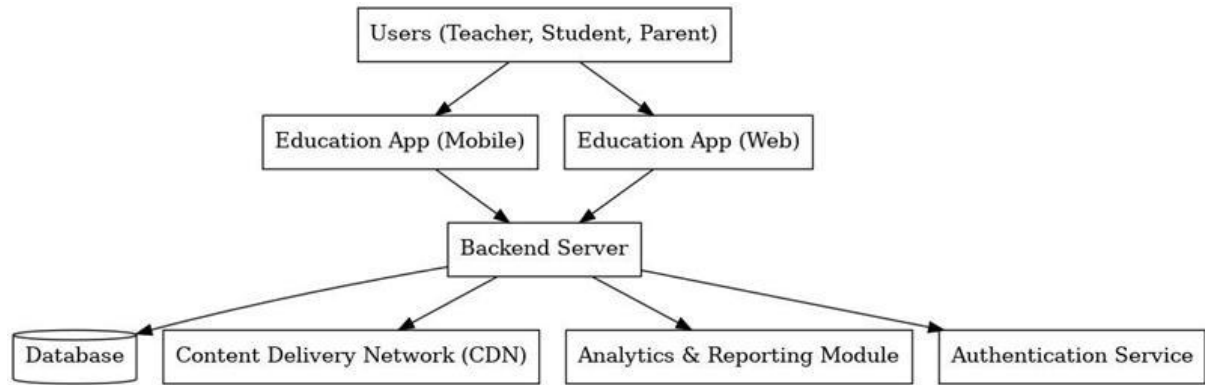 Users (Teacher, Student, Parent)
Education App (Mobile)
Education App (Web)
Backend Server
Database
Content Delivery Network (CDN)
Analytics & Reporting Module
Authentication Service